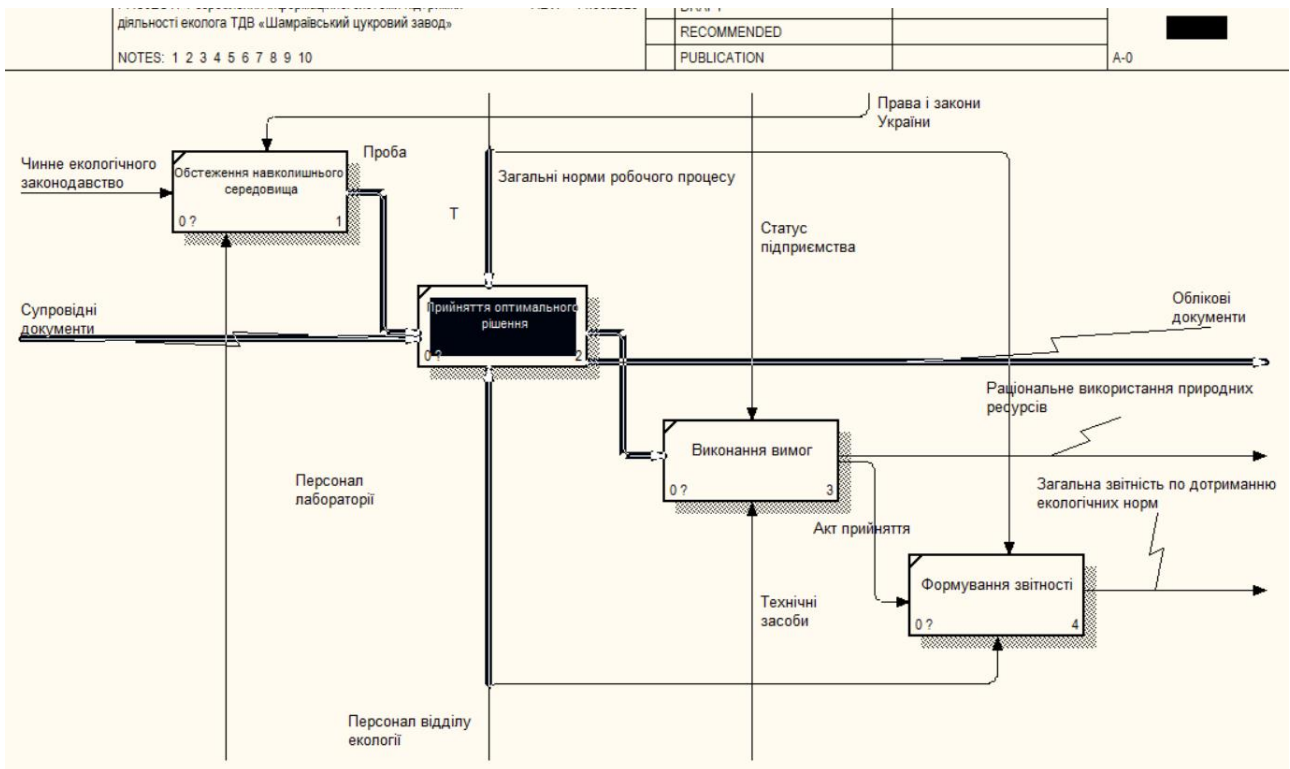 діяльності еколога ТДВ «Шамраївський цукровий завод»
NOTES: 1 2 3 4 5 6 7 8 9 10
DRAFT
RECOMMENDED
PUBLICATION
A-0
Права і закони
України
Чинне екологічного
законодавство
Обстеження навколишнього
середовища
0 ?
1
Проба
Загальні норми робочого процесу
Т
Статус
підприємства
Супровідні
документи
Прийняття оптимального
рішення
0 ?
2
Облікові
документи
Раціональне використання природних
ресурсів
Виконання вимог
0 ?
3
Персонал
лабораторії
Загальна звітність по дотриманню
екологічних норм
Акт прийняття
Формування звітності
0 ?
4
Технічні
засоби
Персонал відділу
екології